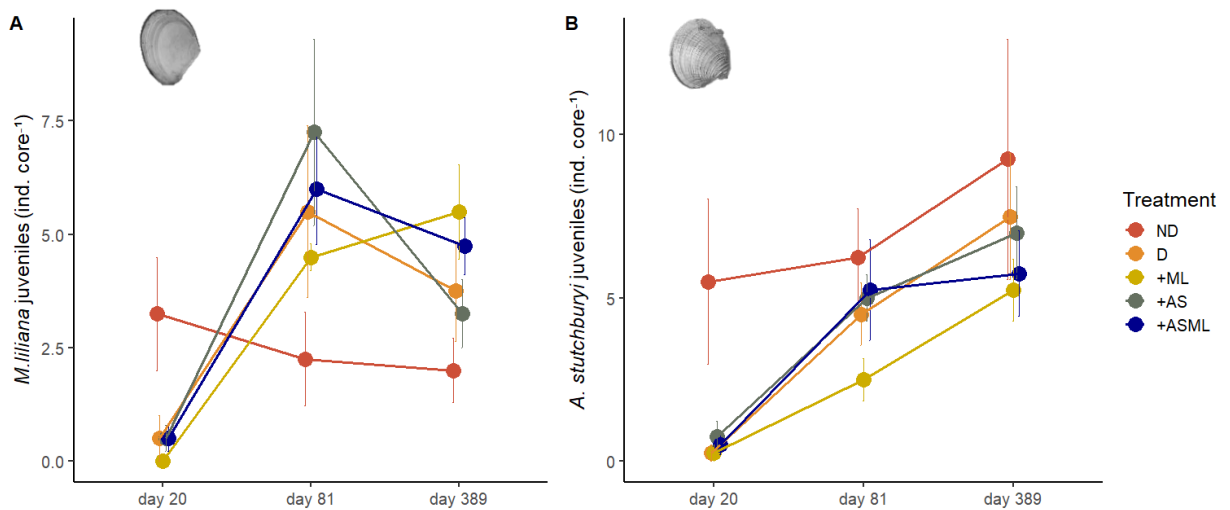 A
M.liliana juveniles (ind. core⁻¹)
7.5
5.0
2.5
0.0
day 20
day 81
day 389
B
A. stutchburyi juveniles (ind. core⁻¹)
10
5
0
day 20
day 81
day 389
Treatment
ND
D
+ML
+AS
+ASML